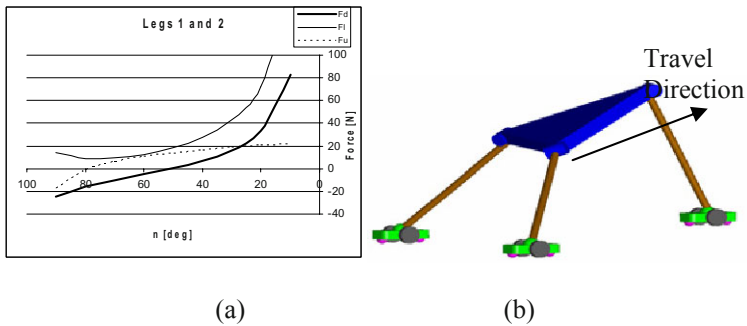 Legs 1 and 2
Fd
Fl
Fu
100
80
60
40
20
0
-20
-40
Force [N]
100
80
60
40
20
0
n [deg]
Travel
Direction
(a)
(b)